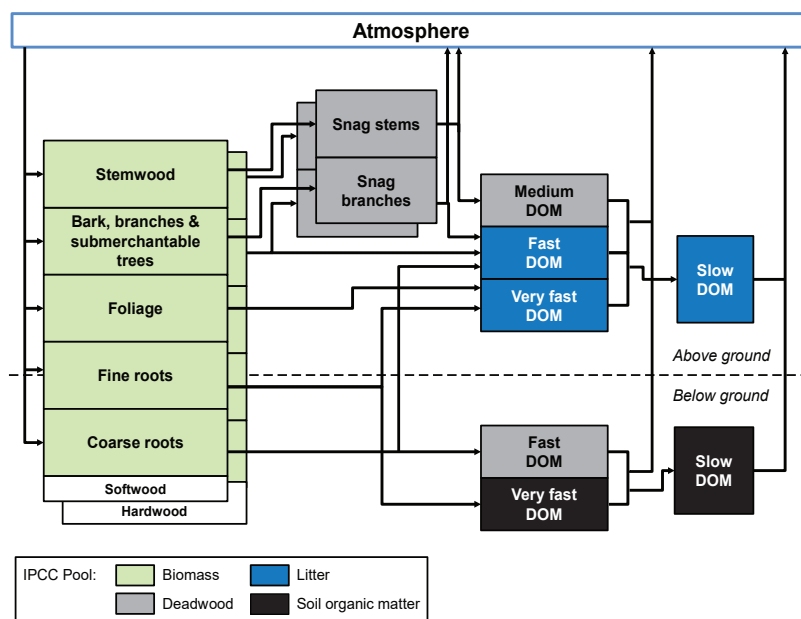 Atmosphere
Snag stems
Snag
branches
Stemwood
Bark, branches &
submerchantable
trees
Foliage
Fine roots
Coarse roots
Softwood
Hardwood
Medium
DOM
Fast
DOM
Very fast
DOM
Slow
DOM
Above ground
Below ground
Fast
DOM
Very fast
DOM
Slow
DOM
IPCC Pool:
Biomass
Litter
Deadwood
Soil organic matter